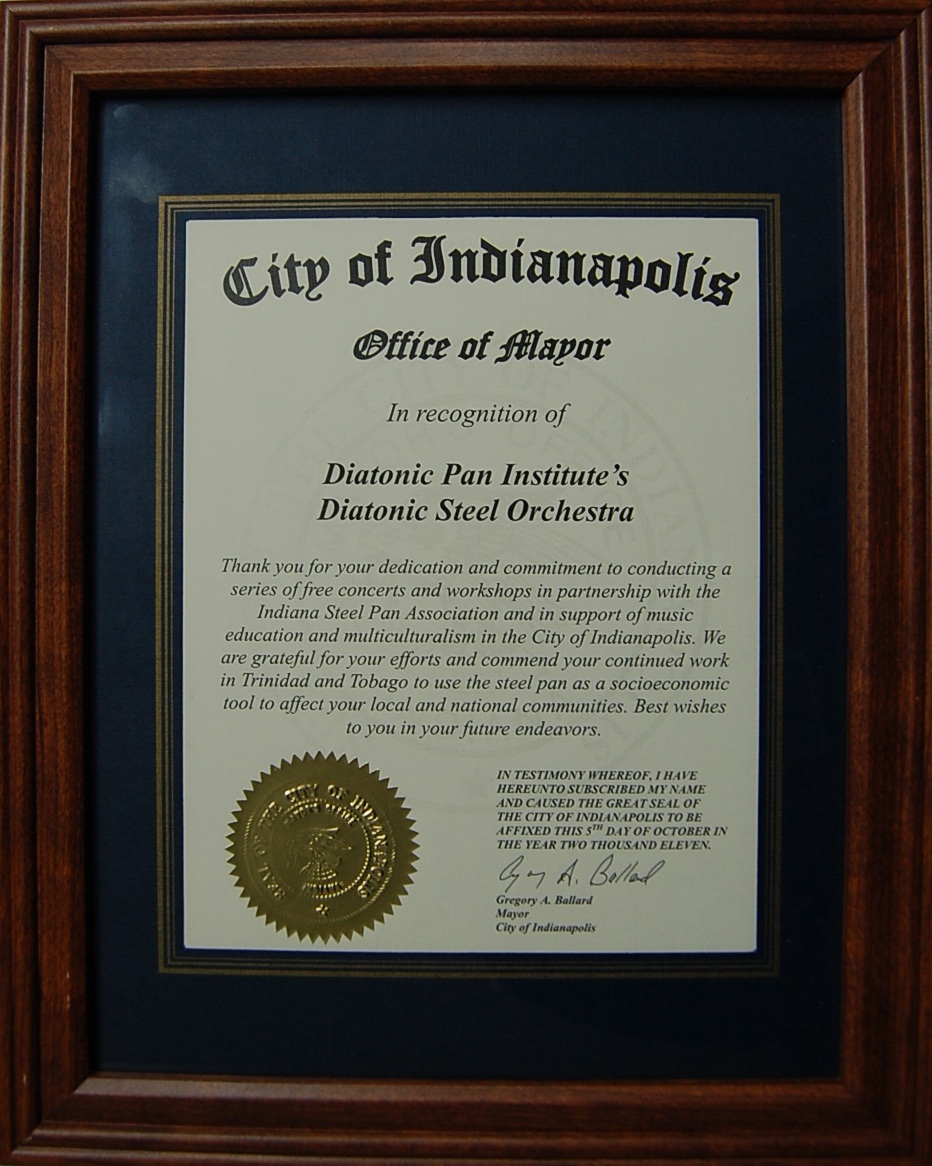 City of Indianapolis
Office of Mayor
In recognition of
Diatonic Pan Institute's
Diatonic Steel Orchestra
Thank you for your dedication and commitment to conducting a
series of free concerts and workshops in partnership with the
Indiana Steel Pan Association and in support of music
education and multiculturalism in the City of Indianapolis. We
are grateful for your efforts and commend your continued work
in Trinidad and Tobago to use the steel pan as a socioeconomic
tool to affect your local and national communities. Best wishes
to you in your future endeavors.
IN TESTIMONY WHEREOF, I HAVE
HEREUNTO SUBSCRIBED MY NAME
AND CAUSED THE GREAT SEAL OF
THE CITY OF INDIANAPOLIS TO BE
AFFIXED THIS 5TH DAY OF OCTOBER IN
THE YEAR TWO THOUSAND ELEVEN.
Gregory A. Ballard
Gregory A. Ballard
Mayor
City of Indianapolis
SEAL OF THE CITY OF INDIANAPOLIS